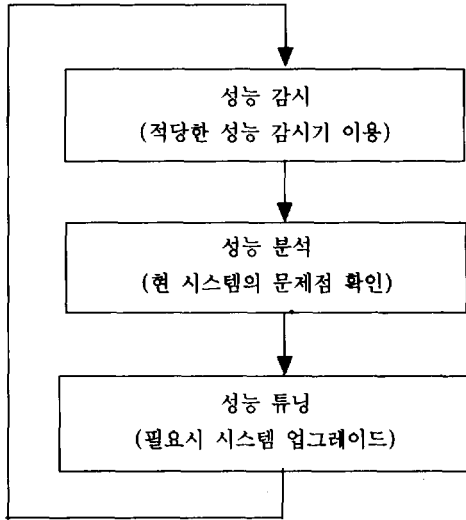 성능 감시
(적당한 성능 감시기 이용)
성능 분석
(현 시스템의 문제점 확인)
성능 튜닝
(필요시 시스템 업그레이드)